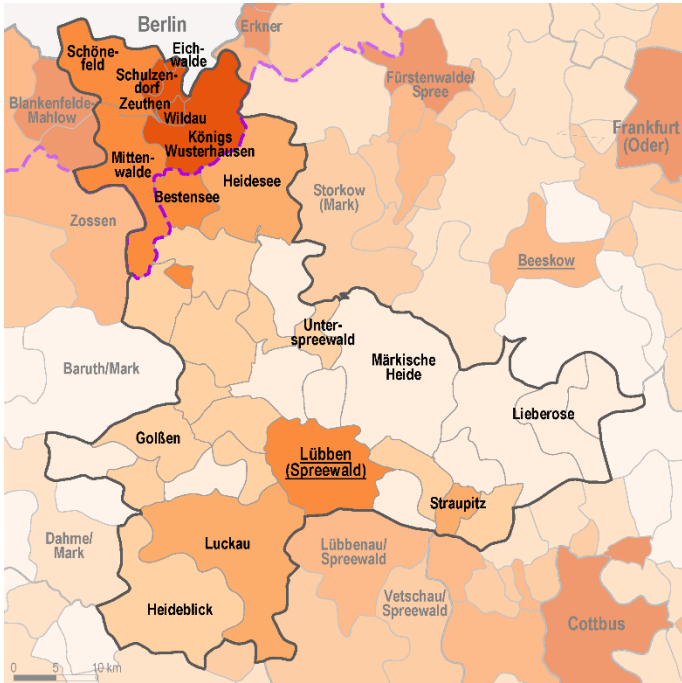 Berlin
Erkner
Schöne-
feld
Eich-
walde
Schulzen-
dorf
Zeuthen
Wildau
Königs
Wusterhausen
Blankenfelde-
Mahlow
Fürstenwalde/
Spree
Frankfurt
(Oder)
Mitten-
walde
Bestensee
Heidesee
Storkow
(Mark)
Zossen
Beeskow
Unter-
spreewald
Märkische
Heide
Baruth/Mark
Lieberose
Golßen
Lübben
(Spreewald)
Straupitz
Dahme/
Mark
Luckau
Lübbenau/
Spreewald
Heideblick
Vetschau/
Spreewald
Cottbus
0 5 10 km